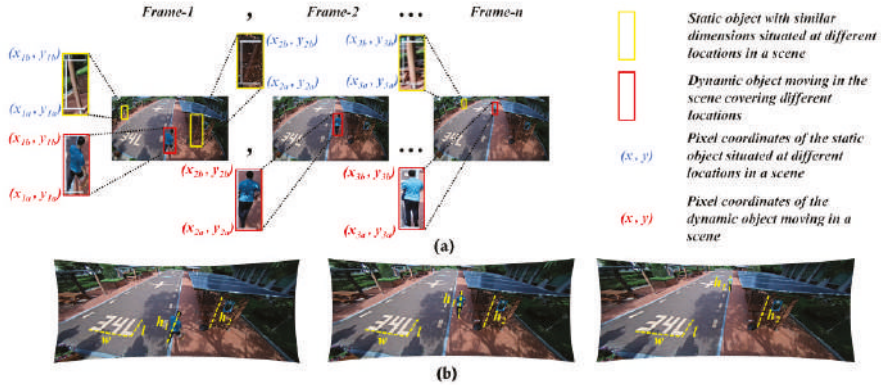 Frame-1 , Frame-2 ... Frame-n
(x1b, y1b)
(x2b, y2b)
(x3b, y3b)
(x1a, y1a)
(x2a, y2a)
(x3a, y3a)
(x1b, y1b)
(x1a, y1a)
, ...
(x2b, y2b)
(x3b, y3b)
(x2a, y2a)
(x3a, y3a)
(a)
Static object with similar
dimensions situated at different
locations in a scene
Dynamic object moving in the
scene covering different
locations
(x, y)
Pixel coordinates of the static
object situated at different
locations in a scene
(x, y)
Pixel coordinates of the
dynamic object moving in a
scene
w
l
w
l
w
l
(b)